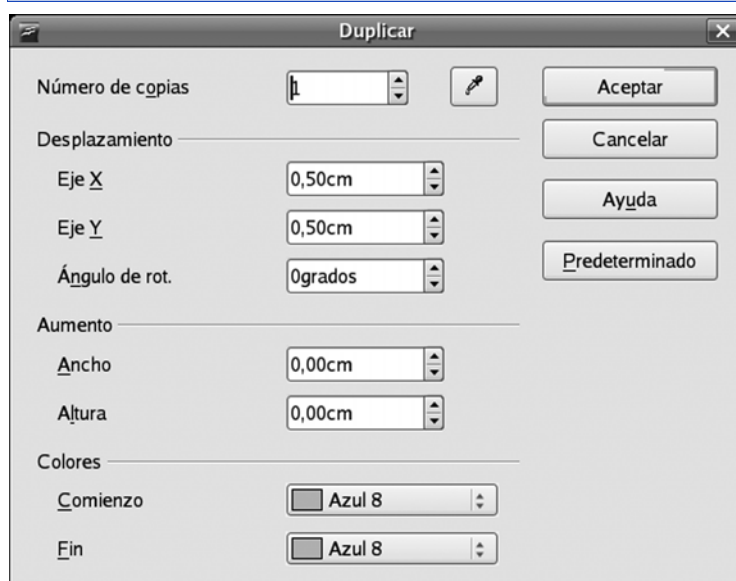 Duplicar
Número de copias 1 Aceptar
Desplazamiento Cancelar
Eje X 0,50cm Ayuda
Eje Y 0,50cm
Ángulo de rot. 0grados Predeterminado
Aumento
Ancho 0,00cm
Altura 0,00cm
Colores
Comienzo Azul 8
Fin Azul 8